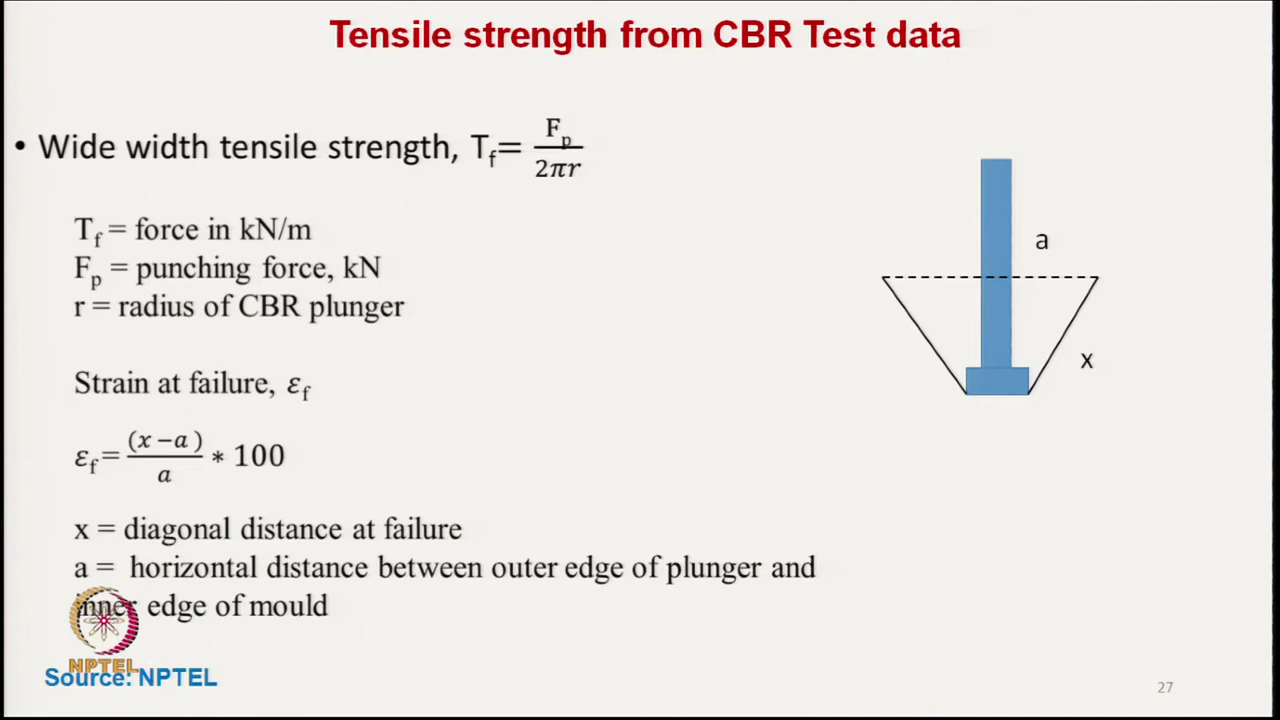 Tensile strength from CBR Test data
• Wide width tensile strength, T_f = F_p / 2πr
T_f = force in kN/m
F_p = punching force, kN
r = radius of CBR plunger
Strain at failure, ε_f
ε_f = (x − a) / a * 100
x = diagonal distance at failure
a = horizontal distance between outer edge of plunger and
inner edge of mould
a
x
NPTEL
Source: NPTEL
27